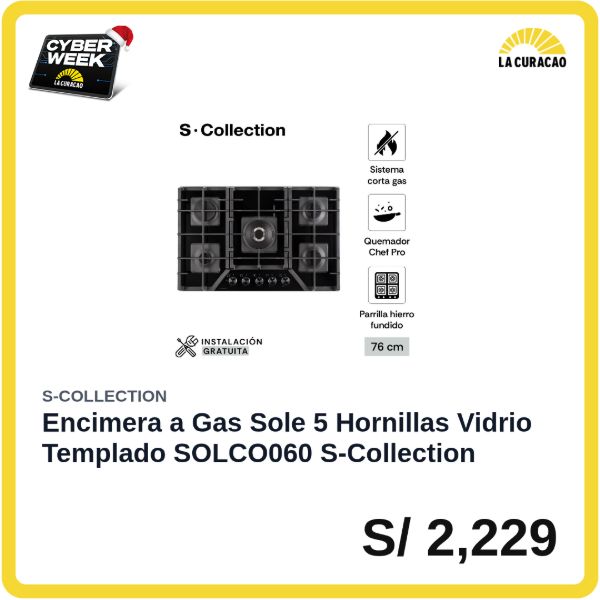 CYBER
WEEK
LA CURACAO
LA CURACAO
S·Collection
Sistema
corta gas
Quemador
Chef Pro
Parrilla hierro
fundido
INSTALACIÓN
GRATUITA
76 cm
S-COLLECTION
Encimera a Gas Sole 5 Hornillas Vidrio
Templado SOLCO060 S-Collection
S/ 2,229